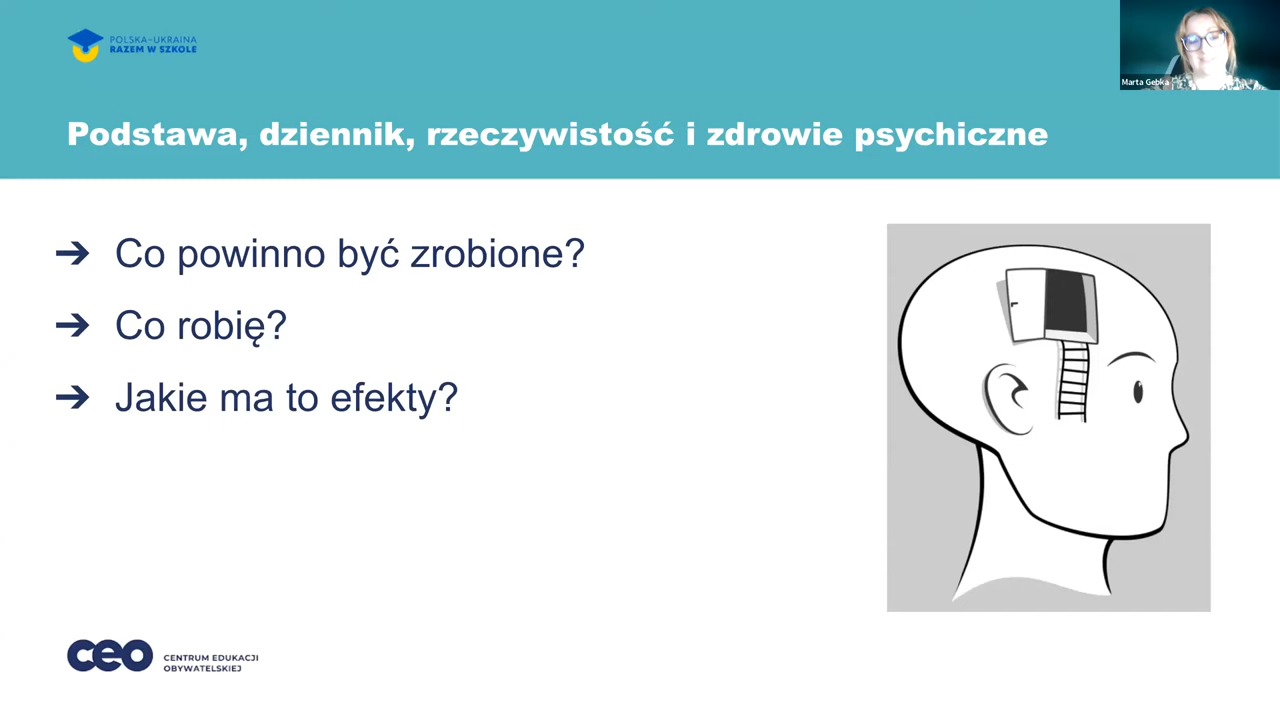 POLSKA-UKRAINA
RAZEM W SZKOLE
Marta Gebka
Podstawa, dziennik, rzeczywistość i zdrowie psychiczne
➔ Co powinno być zrobione?
➔ Co robię?
➔ Jakie ma to efekty?
ceo
CENTRUM EDUKACJI
OBYWATELSKIEJ